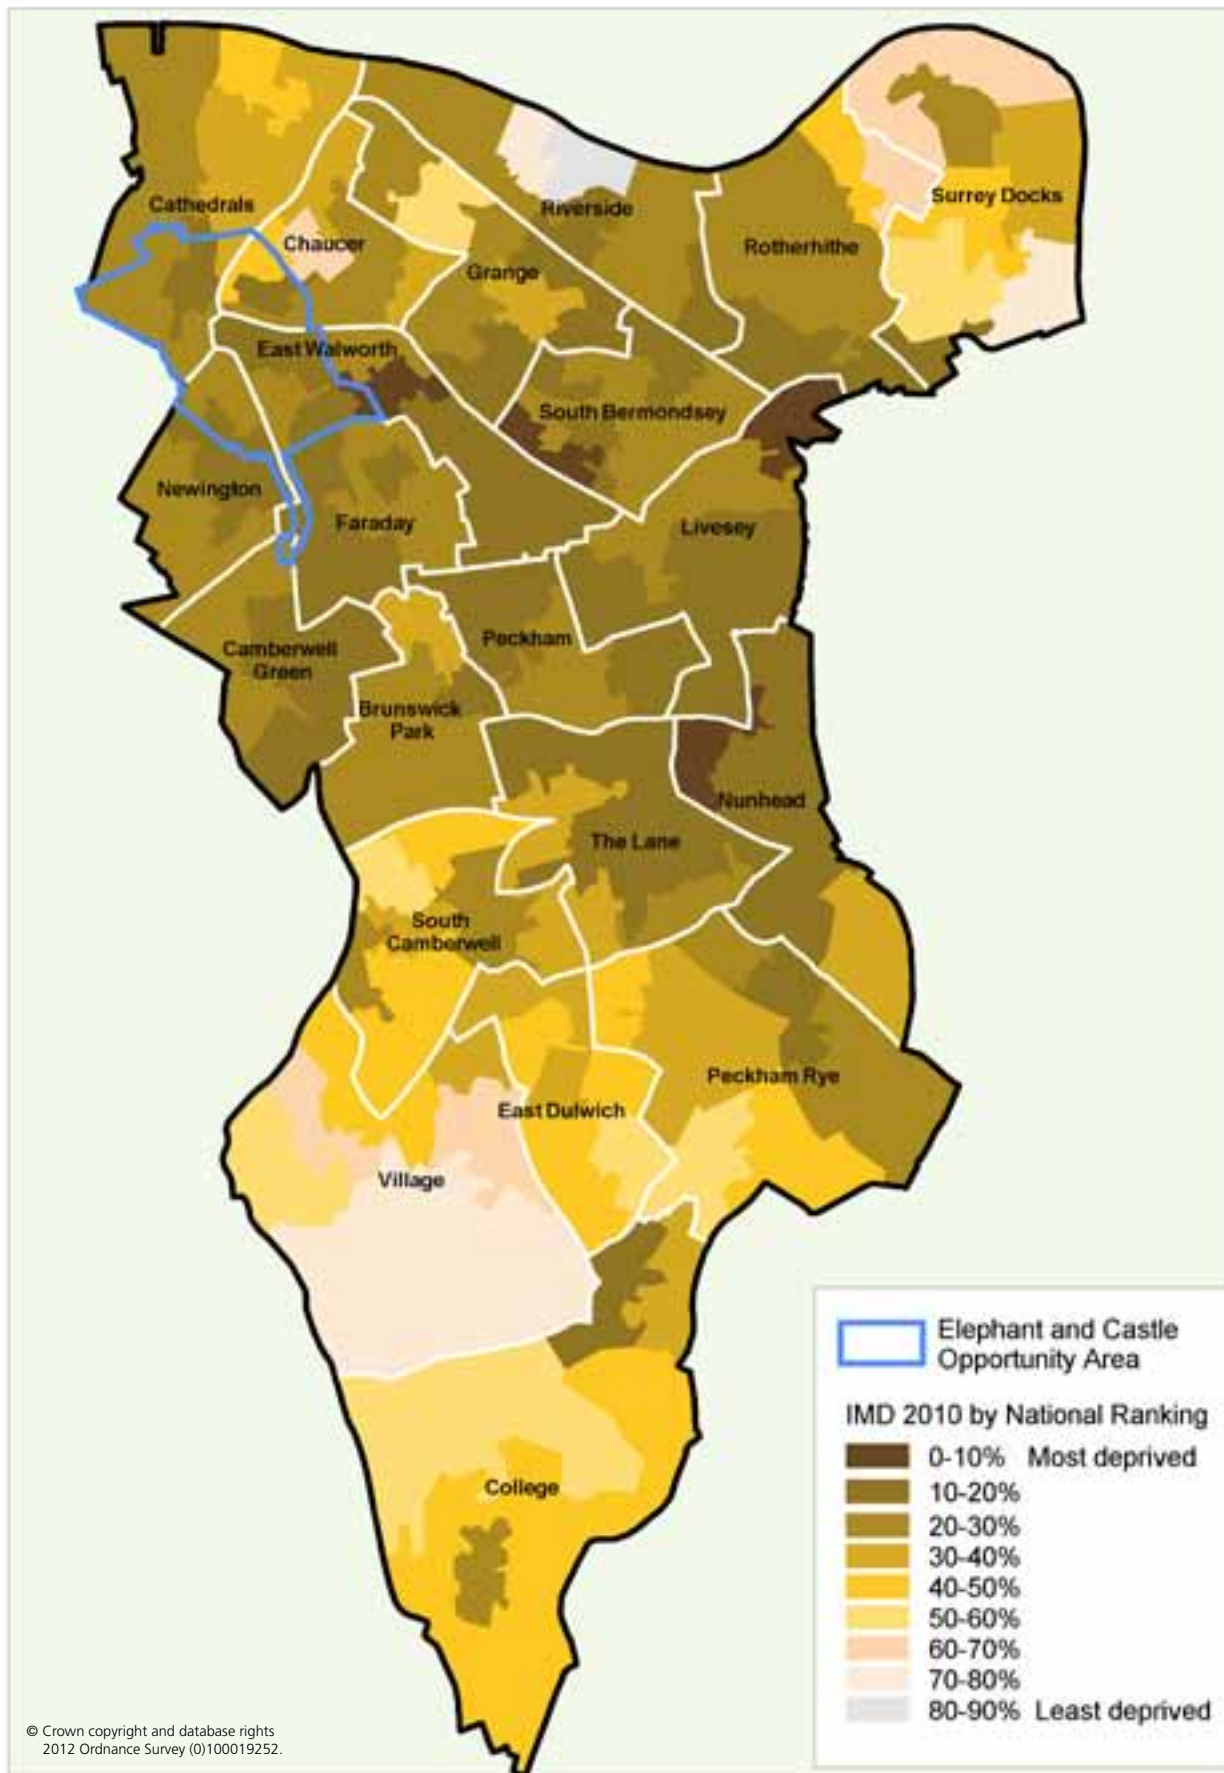 Cathedrals
Chaucer
Riverside
Surrey Docks
Rotherhithe
Grange
East Walworth
South Bermondsey
Newington
Faraday
Livesey
Camberwell
Green
Peckham
Brunswick
Park
Nunhead
The Lane
South
Camberwell
Peckham Rye
East Dulwich
Village
College
Elephant and Castle
Opportunity Area
IMD 2010 by National Ranking
0-10% Most deprived
10-20%
20-30%
30-40%
40-50%
50-60%
60-70%
70-80%
80-90% Least deprived
© Crown copyright and database rights
2012 Ordnance Survey (0)100019252.